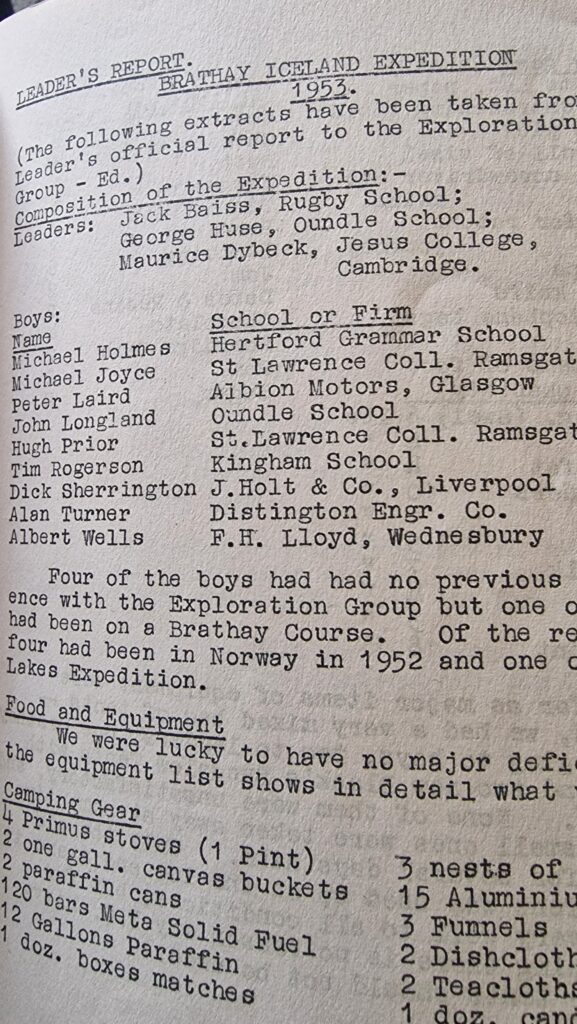 LEADER'S REPORT.
BRATHAY ICELAND EXPEDITION
1953.
(The following extracts have been taken fro
Leader's official report to the Exploration
Group - Ed.)
Composition of the Expedition:-
Leaders: Jack Baiss, Rugby School;
George Huse, Oundle School;
Maurice Dybeck, Jesus College,
Cambridge.
Boys:
Name School or Firm
Michael Holmes Hertford Grammar School
Michael Joyce St Lawrence Coll. Ramsgat
Peter Laird Albion Motors, Glasgow
John Longland Oundle School
Hugh Prior St.Lawrence Coll. Ramsgat
Tim Rogerson Kingham School
Dick Sherrington J.Holt & Co., Liverpool
Alan Turner Distington Engr. Co.
Albert Wells F.H. Lloyd, Wednesbury
Four of the boys had had no previous
ence with the Exploration Group but one o
had been on a Brathay Course. Of the re
four had been in Norway in 1952 and one o
Lakes Expedition.
Food and Equipment
We were lucky to have no major defi
the equipment list shows in detail what
Camping Gear
4 Primus stoves (1 Pint) 3 nests of
2 one gall. canvas buckets 15 Aluminiu
2 paraffin cans 3 Funnels
120 bars Meta Solid Fuel 2 Dishcloth
12 Gallons Paraffin 2 Teacloths
1 doz. boxes matches 1 doz. cand